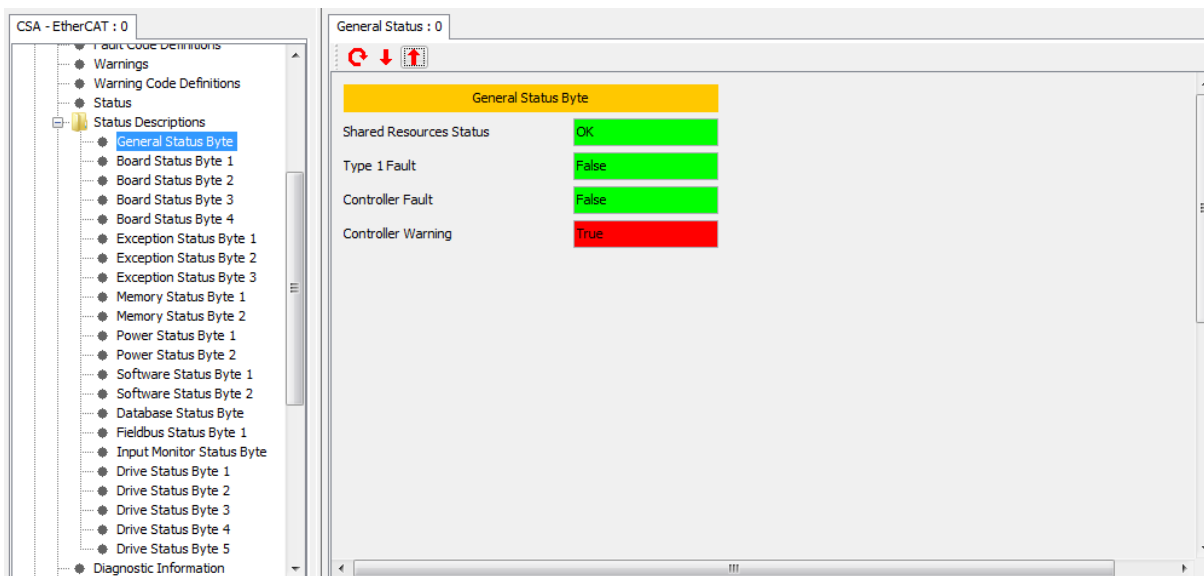 CSA - EtherCAT : 0
Fault Code Definitions
Warnings
Warning Code Definitions
Status
Status Descriptions
General Status Byte
Board Status Byte 1
Board Status Byte 2
Board Status Byte 3
Board Status Byte 4
Exception Status Byte 1
Exception Status Byte 2
Exception Status Byte 3
Memory Status Byte 1
Memory Status Byte 2
Power Status Byte 1
Power Status Byte 2
Software Status Byte 1
Software Status Byte 2
Database Status Byte
Fieldbus Status Byte 1
Input Monitor Status Byte
Drive Status Byte 1
Drive Status Byte 2
Drive Status Byte 3
Drive Status Byte 4
Drive Status Byte 5
Diagnostic Information
General Status : 0
General Status Byte
Shared Resources Status OK
Type 1 Fault False
Controller Fault False
Controller Warning True